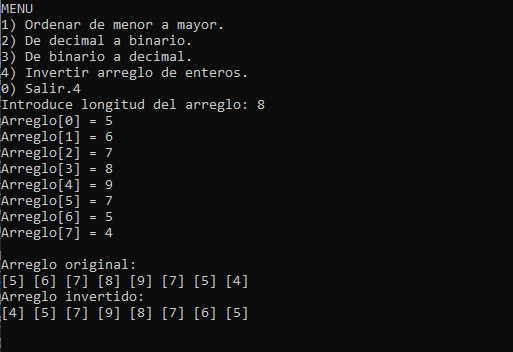 MENU
1) Ordenar de menor a mayor.
2) De decimal a binario.
3) De binario a decimal.
4) Invertir arreglo de enteros.
0) Salir.4
Introduce longitud del arreglo: 8
Arreglo[0] = 5
Arreglo[1] = 6
Arreglo[2] = 7
Arreglo[3] = 8
Arreglo[4] = 9
Arreglo[5] = 7
Arreglo[6] = 5
Arreglo[7] = 4
Arreglo original:
[5] [6] [7] [8] [9] [7] [5] [4]
Arreglo invertido:
[4] [5] [7] [9] [8] [7] [6] [5]